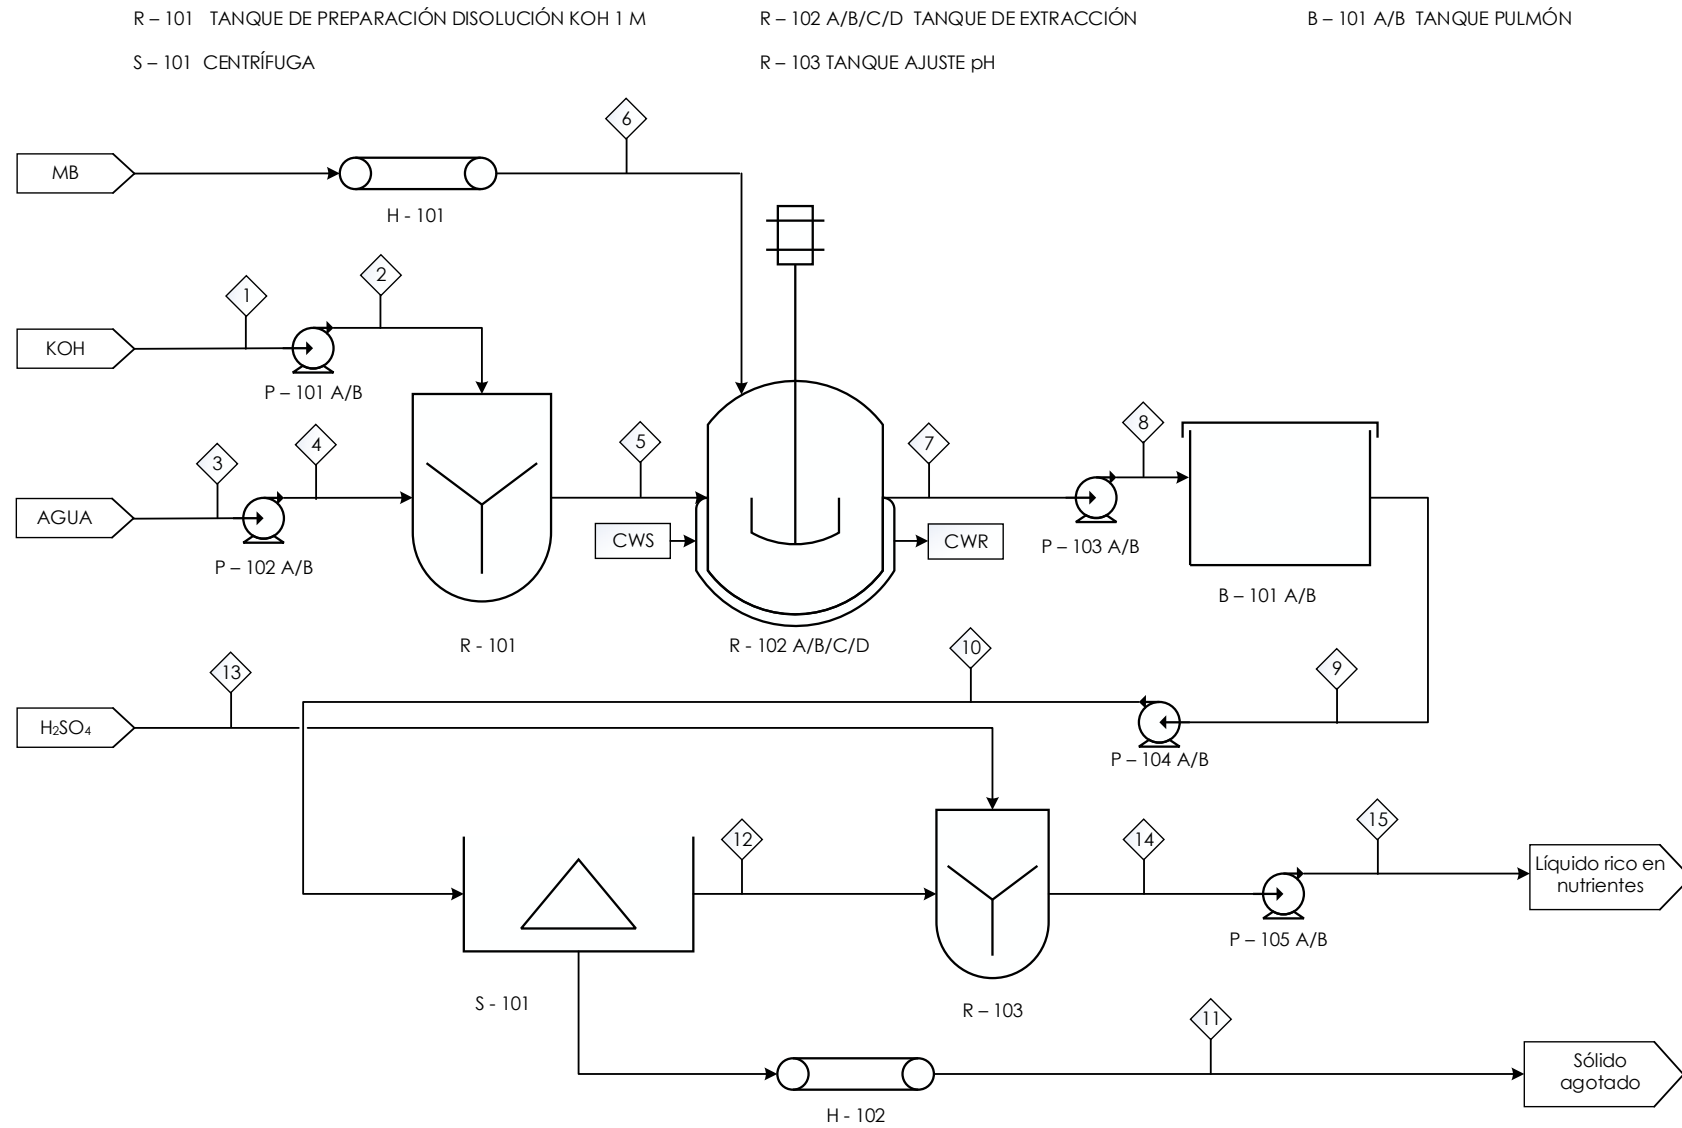 R – 101 TANQUE DE PREPARACIÓN DISOLUCIÓN KOH 1 M
R – 102 A/B/C/D TANQUE DE EXTRACCIÓN
B – 101 A/B TANQUE PULMÓN
S – 101 CENTRÍFUGA
R – 103 TANQUE AJUSTE pH
6
MB
H - 101
2
1
KOH
P – 101 A/B
4
3
5
7
8
AGUA
P – 102 A/B
CWS
CWR
P – 103 A/B
B – 101 A/B
R - 101
R - 102 A/B/C/D
10
9
13
H₂SO₄
P – 104 A/B
12
14
15
Líquido rico en
nutrientes
P – 105 A/B
S - 101
R – 103
11
Sólido
agotado
H - 102